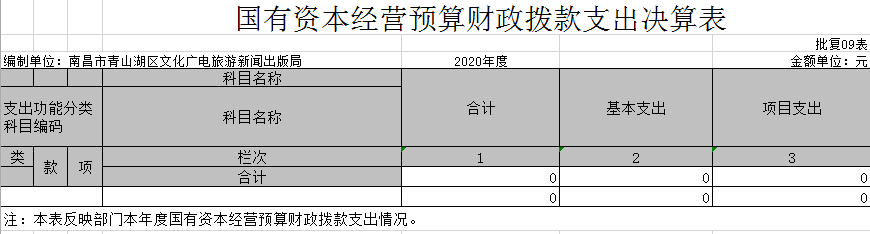 国有资本经营预算财政拨款支出决算表
批复09表
编制单位：南昌市青山湖区文化广电旅游新闻出版局 2020年度 金额单位：元
科目名称
支出功能分类科目编码 科目名称 合计 基本支出 项目支出
类 款 项 栏次 1 2 3
合计 0 0 0
0 0 0
注：本表反映部门本年度国有资本经营预算财政拨款支出情况。